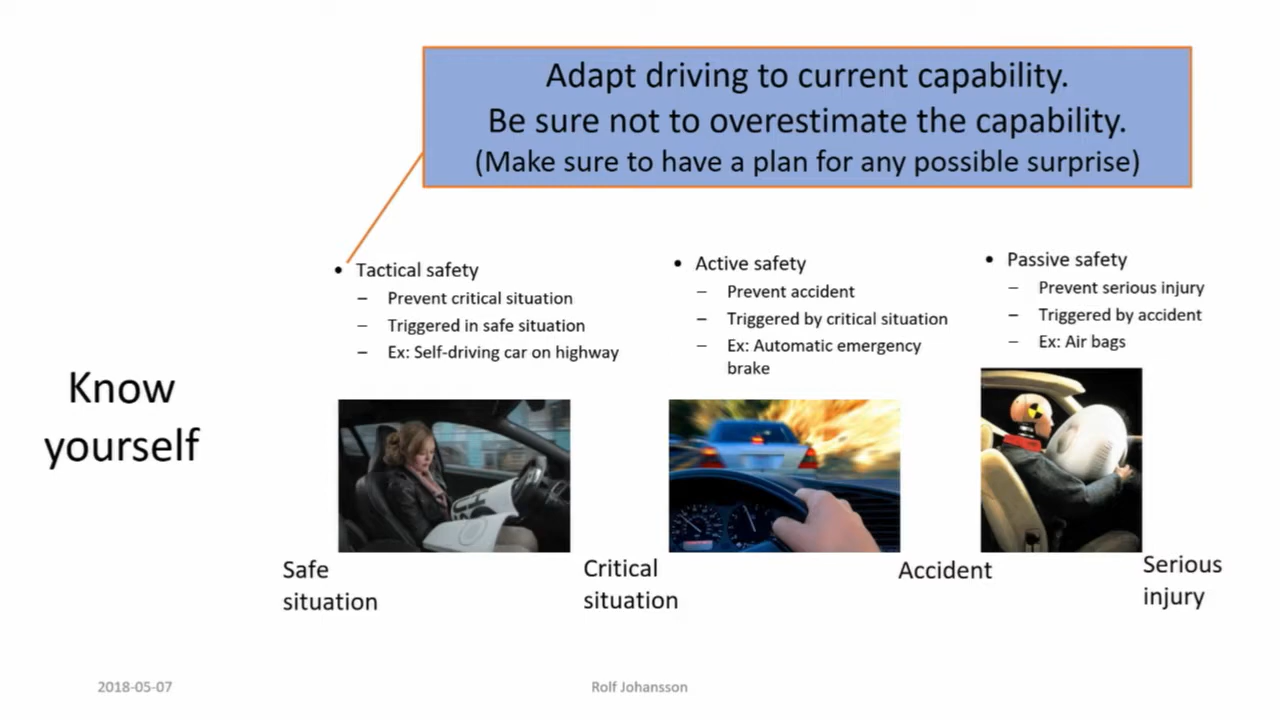 Adapt driving to current capability.
Be sure not to overestimate the capability.
(Make sure to have a plan for any possible surprise)
Know
yourself
• Tactical safety
– Prevent critical situation
– Triggered in safe situation
– Ex: Self-driving car on highway
• Active safety
– Prevent accident
– Triggered by critical situation
– Ex: Automatic emergency
brake
• Passive safety
– Prevent serious injury
– Triggered by accident
– Ex: Air bags
Safe
situation
Critical
situation
Accident
Serious
injury
2018-05-07
Rolf Johansson